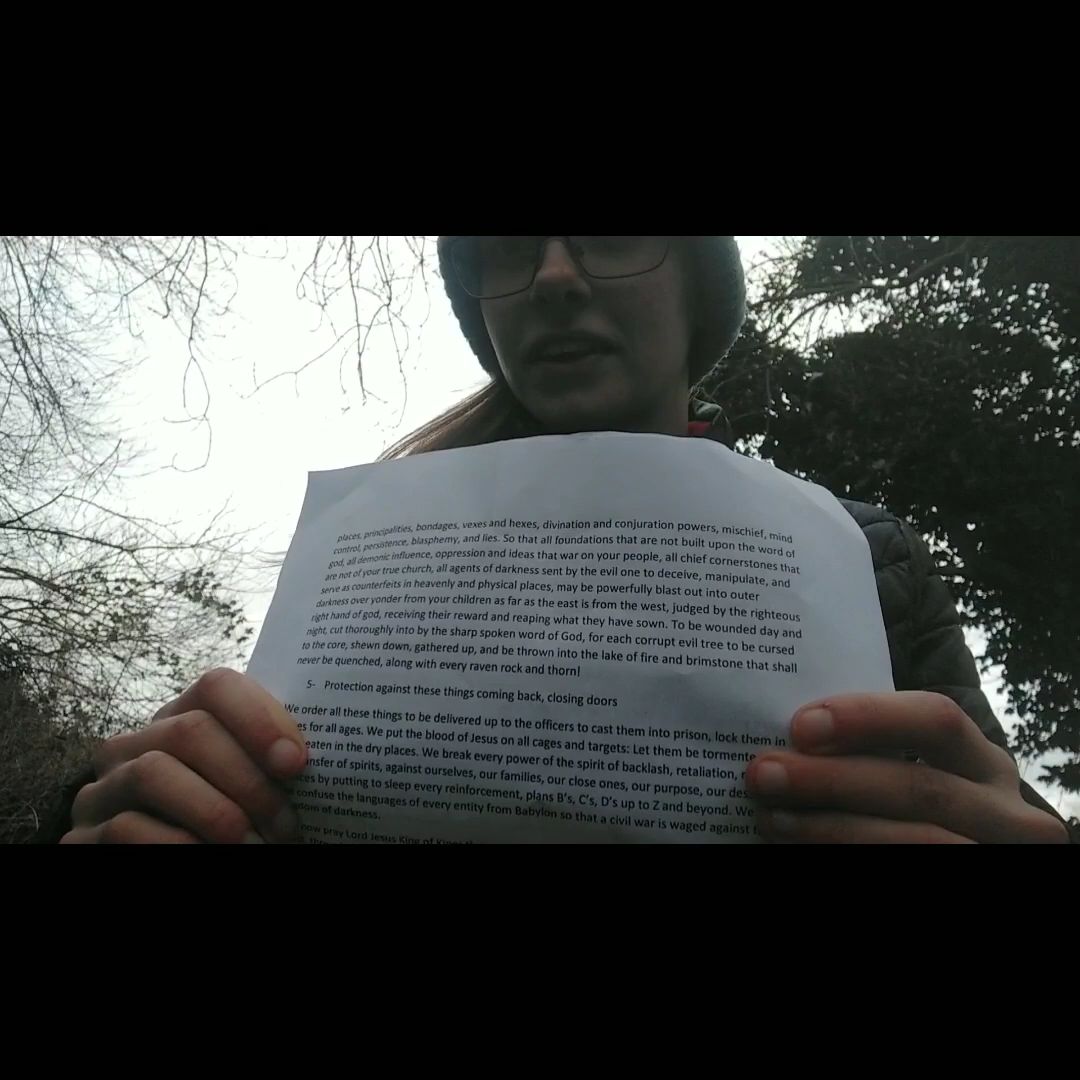 places, principalities, bondages, vexes and hexes, divination and conjuration powers, mischief, mind
control, persistence, blasphemy, and lies. So that all foundations that are not built upon the word of
god, all demonic influence, oppression and ideas that war on your people, all chief cornerstones that
are not of your true church, all agents of darkness sent by the evil one to deceive, manipulate, and
serve as counterfeits in heavenly and physical places, may be powerfully blast out into outer
darkness over yonder from your children as far as the east is from the west, judged by the righteous
right hand of god, receiving their reward and reaping what they have sown. To be wounded day and
night, cut thoroughly into by the sharp spoken word of God, for each corrupt evil tree to be cursed
to the core, shewn down, gathered up, and be thrown into the lake of fire and brimstone that shall
never be quenched, along with every raven rock and thorn!
5- Protection against these things coming back, closing doors
We order all these things to be delivered up to the officers to cast them into prison, lock them in
for all ages. We put the blood of Jesus on all cages and targets: Let them be tormente
eaten in the dry places. We break every power of the spirit of backlash, retaliation,
nsfer of spirits, against ourselves, our families, our close ones, our purpose, our des
ces by putting to sleep every reinforcement, plans B's, C's, D's up to Z and beyond. We
confuse the languages of every entity from Babylon so that a civil war is waged against
dom of darkness.
now pray Lord Jesus King of